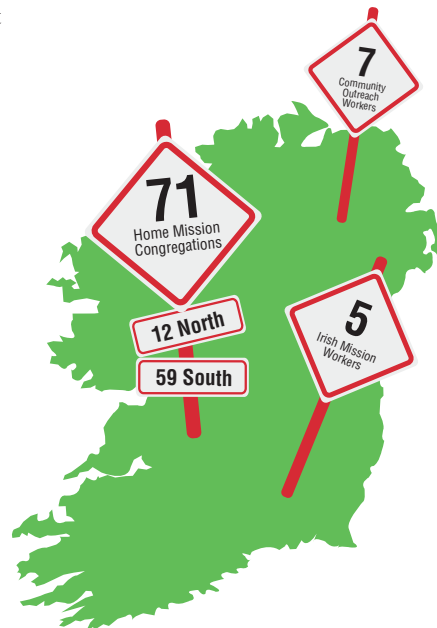 7
Community
Outreach
Workers
71
Home Mission
Congregations
12 North
59 South
5
Irish Mission
Workers